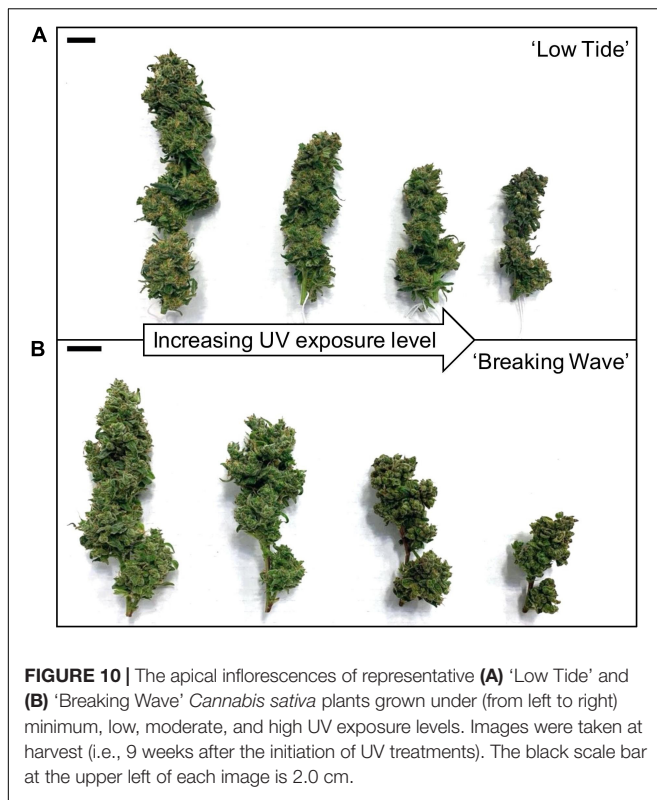 A
'Low Tide'
Increasing UV exposure level
B
'Breaking Wave'
FIGURE 10 | The apical inflorescences of representative (A) 'Low Tide' and
(B) 'Breaking Wave' Cannabis sativa plants grown under (from left to right)
minimum, low, moderate, and high UV exposure levels. Images were taken at
harvest (i.e., 9 weeks after the initiation of UV treatments). The black scale bar
at the upper left of each image is 2.0 cm.